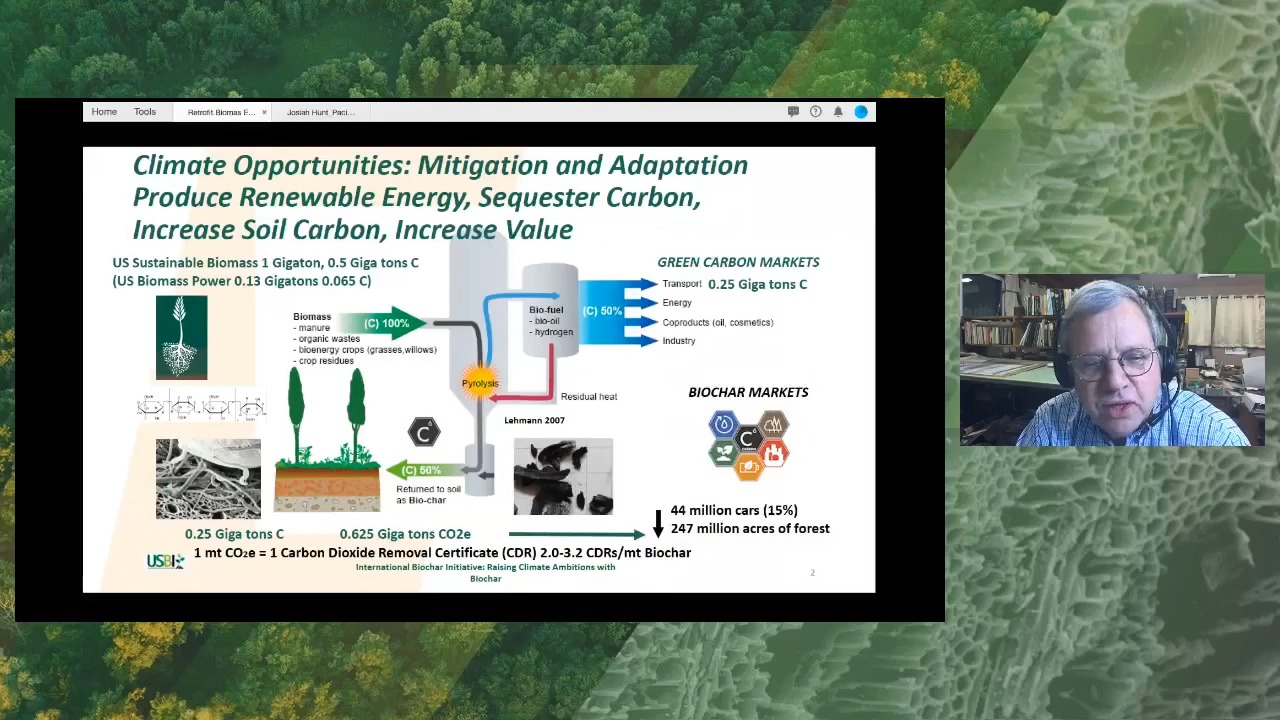 Home Tools Retrofit Biomas E... × Josiah Hunt_Paci...
Climate Opportunities: Mitigation and Adaptation
Produce Renewable Energy, Sequester Carbon,
Increase Soil Carbon, Increase Value
US Sustainable Biomass 1 Gigaton, 0.5 Giga tons C
(US Biomass Power 0.13 Gigatons 0.065 C)
GREEN CARBON MARKETS
Transport 0.25 Giga tons C
Energy
Coproducts (oil, cosmetics)
Industry
(C) 50%
Bio-fuel
- bio-oil
- hydrogen
Biomass
- manure
- organic wastes
- bioenergy crops (grasses,willows)
- crop residues
(C) 100%
Pyrolysis
Residual heat
Lehmann 2007
BIOCHAR MARKETS
C
C
(C) 50%
Returned to soil
as Bio-char
44 million cars (15%)
247 million acres of forest
0.25 Giga tons C 0.625 Giga tons CO2e
1 mt CO2e = 1 Carbon Dioxide Removal Certificate (CDR) 2.0-3.2 CDRs/mt Biochar
USBI
International Biochar Initiative: Raising Climate Ambitions with
Biochar
2